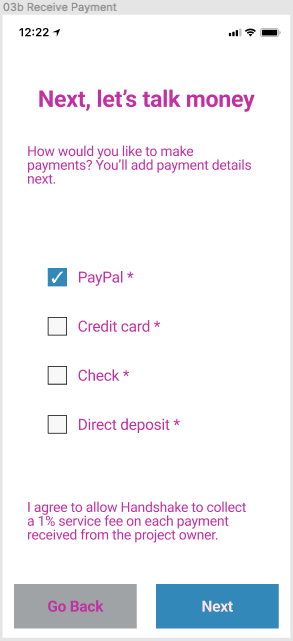 03b Receive Payment
12:22
Next, let's talk money
How would you like to make
payments? You'll add payment details
next.
PayPal *
Credit card *
Check *
Direct deposit *
I agree to allow Handshake to collect
a 1% service fee on each payment
received from the project owner.
Go Back
Next